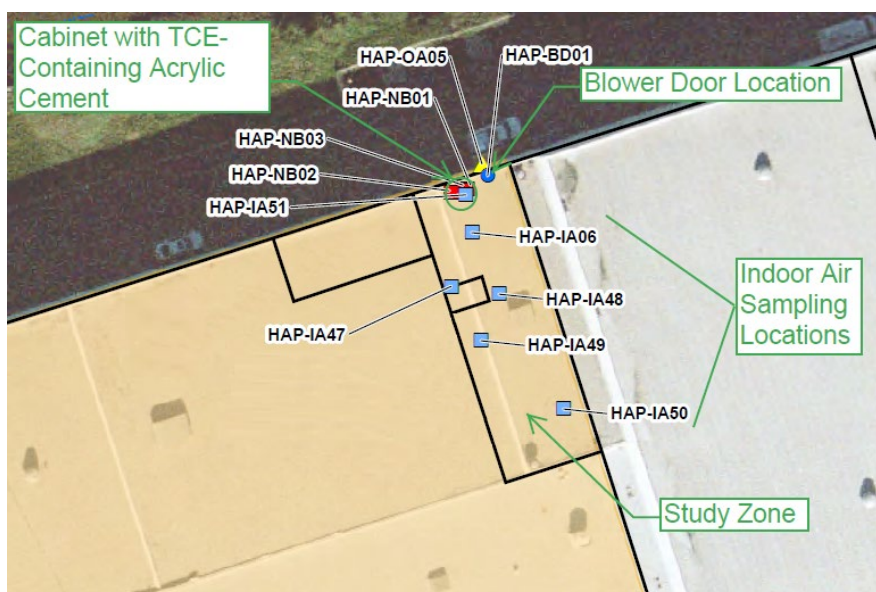 Cabinet with TCE-
Containing Acrylic
Cement
HAP-OA05
HAP-BD01
HAP-NB01
Blower Door Location
HAP-NB03
HAP-NB02
HAP-IA51
HAP-IA06
Indoor Air
Sampling
Locations
HAP-IA48
HAP-IA47
HAP-IA49
HAP-IA50
Study Zone